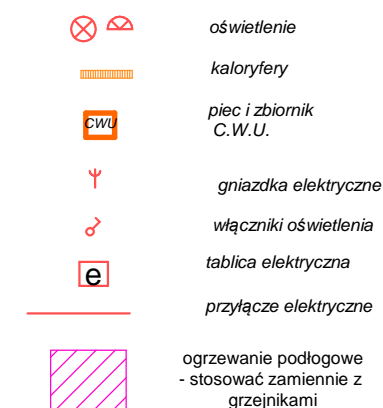 oświetlenie
kaloryfery
CWU
piec i zbiornik
C.W.U.
gniazdka elektryczne
włączniki oświetlenia
e
tablica elektryczna
przyłącze elektryczne
ogrzewanie podłogowe
- stosować zamiennie z
grzejnikami